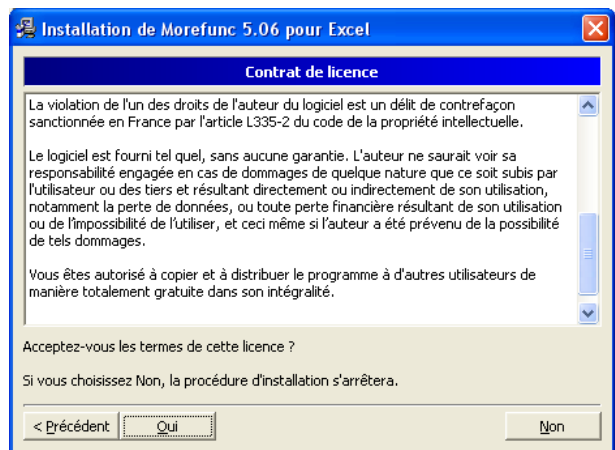 Installation de Morefunc 5.06 pour Excel
Contrat de licence
La violation de l'un des droits de l'auteur du logiciel est un délit de contrefaçon
sanctionnée en France par l'article L335-2 du code de la propriété intellectuelle.
Le logiciel est fourni tel quel, sans aucune garantie. L'auteur ne saurait voir sa
responsabilité engagée en cas de dommages de quelque nature que ce soit subis par
l'utilisateur ou des tiers et résultant directement ou indirectement de son utilisation,
notamment la perte de données, ou toute perte financière résultant de son utilisation
ou de l'impossibilité de l'utiliser, et ceci même si l'auteur a été prévenu de la possibilité
de tels dommages.
Vous êtes autorisé à copier et à distribuer le programme à d'autres utilisateurs de
manière totalement gratuite dans son intégralité.
Acceptez-vous les termes de cette licence ?
Si vous choisissez Non, la procédure d'installation s'arrêtera.
< Précédent Oui Non